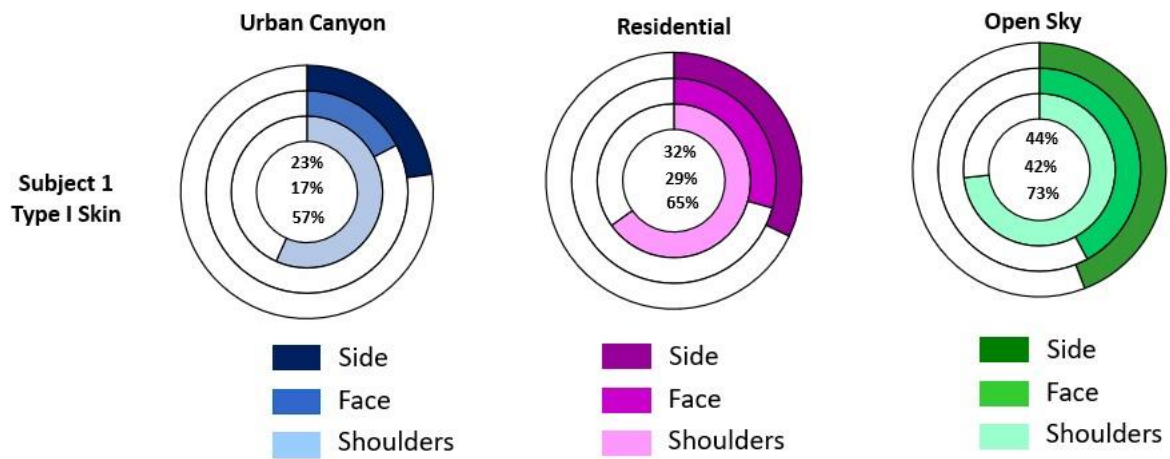 Urban Canyon
Residential
Open Sky
Subject 1
Type I Skin
23%
17%
57%
32%
29%
65%
44%
42%
73%
Side
Face
Shoulders
Side
Face
Shoulders
Side
Face
Shoulders